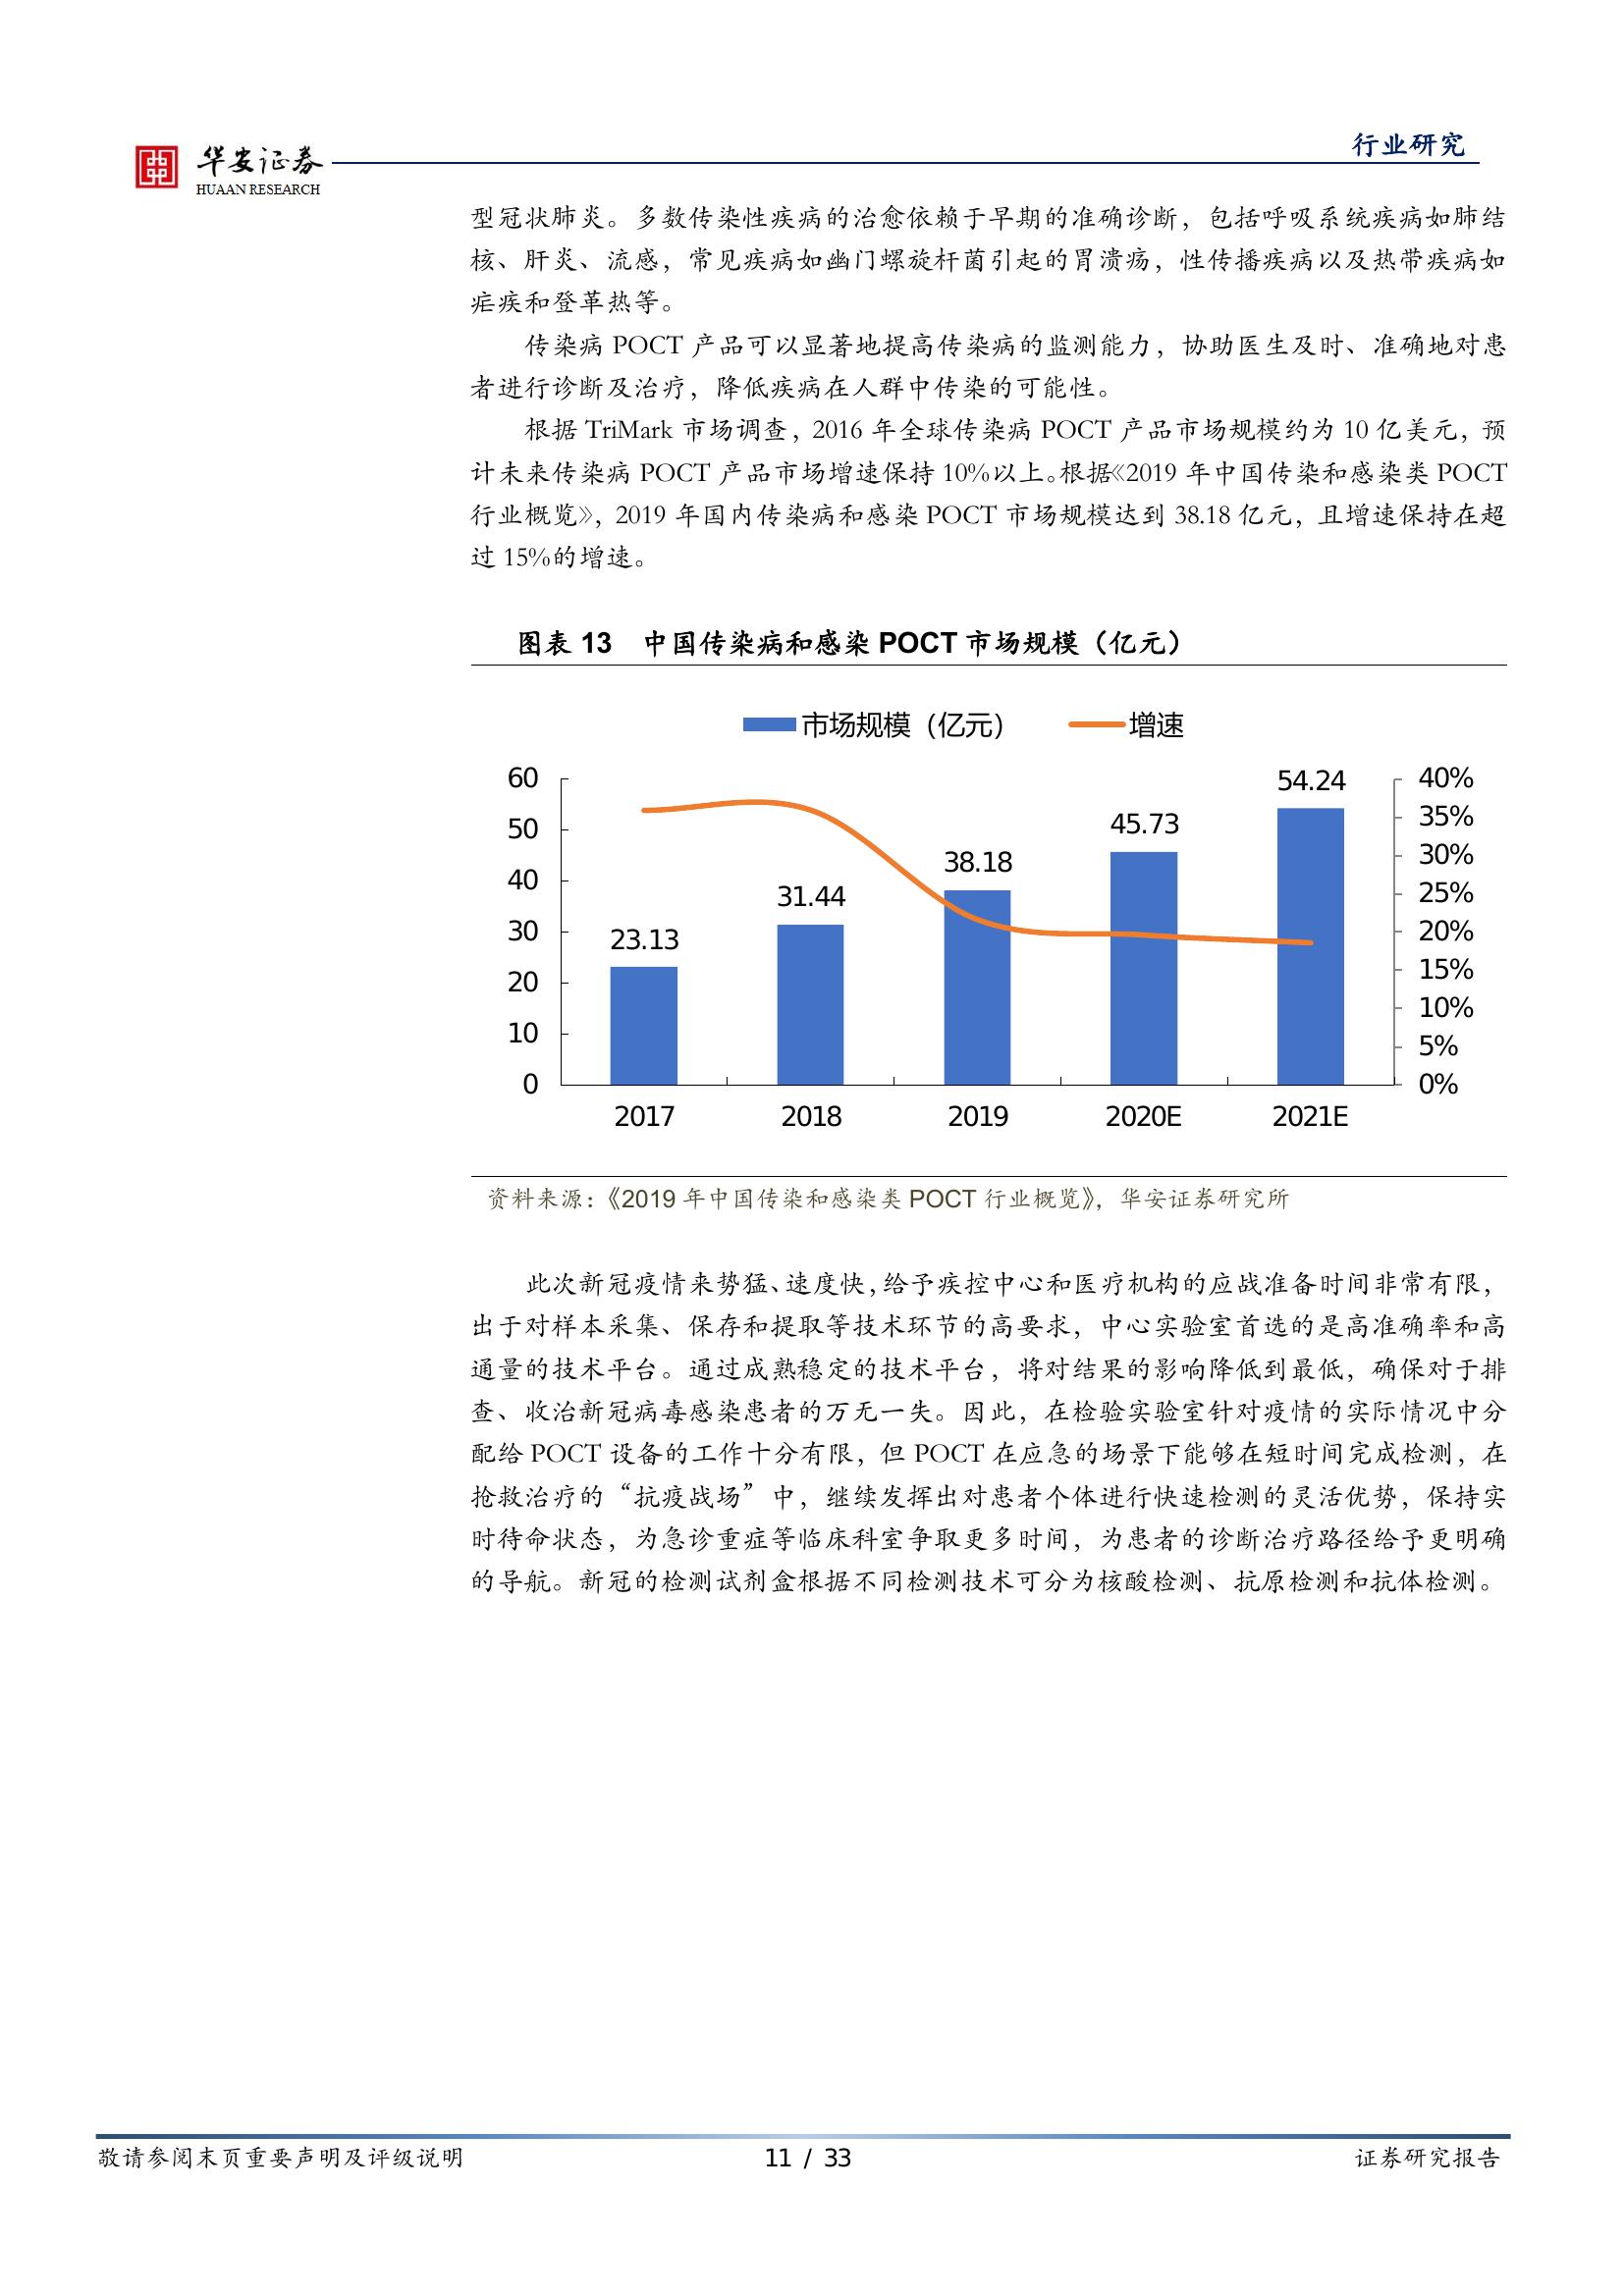 华安证券
HUAAN RESEARCH
行业研究
型冠状肺炎。多数传染性疾病的治愈依赖于早期的准确诊断，包括呼吸系统疾病如肺结
核、肝炎、流感，常见疾病如幽门螺旋杆菌引起的胃溃疡，性传播疾病以及热带疾病如
疟疾和登革热等。
传染病 POCT 产品可以显著地提高传染病的监测能力，协助医生及时、准确地对患
者进行诊断及治疗，降低疾病在人群中传染的可能性。
根据 TriMark 市场调查，2016 年全球传染病 POCT 产品市场规模约为 10 亿美元，预
计未来传染病 POCT 产品市场增速保持 10%以上。根据《2019 年中国传染和感染类 POCT
行业概览》，2019 年国内传染病和感染 POCT 市场规模达到 38.18 亿元，且增速保持在超
过 15%的增速。
图表 13 中国传染病和感染 POCT 市场规模（亿元）
市场规模（亿元） 增速
60
50
40
30
20
10
0
23.13
31.44
38.18
45.73
54.24
40%
35%
30%
25%
20%
15%
10%
5%
0%
2017 2018 2019 2020E 2021E
资料来源：《2019 年中国传染和感染类 POCT 行业概览》，华安证券研究所
此次新冠疫情来势猛、速度快，给予疾控中心和医疗机构的应战准备时间非常有限，
出于对样本采集、保存和提取等技术环节的高要求，中心实验室首选的是高准确率和高
通量的技术平台。通过成熟稳定的技术平台，将对结果的影响降低到最低，确保对于排
查、收治新冠病毒感染患者的万无一失。因此，在检验实验室针对疫情的实际情况中分
配给 POCT 设备的工作十分有限，但 POCT 在应急的场景下能够在短时间完成检测，在
抢救治疗的“抗疫战场”中，继续发挥出对患者个体进行快速检测的灵活优势，保持实
时待命状态，为急诊重症等临床科室争取更多时间，为患者的诊断治疗路径给予更明确
的导航。新冠的检测试剂盒根据不同检测技术可分为核酸检测、抗原检测和抗体检测。
敬请参阅末页重要声明及评级说明
11 / 33
证券研究报告